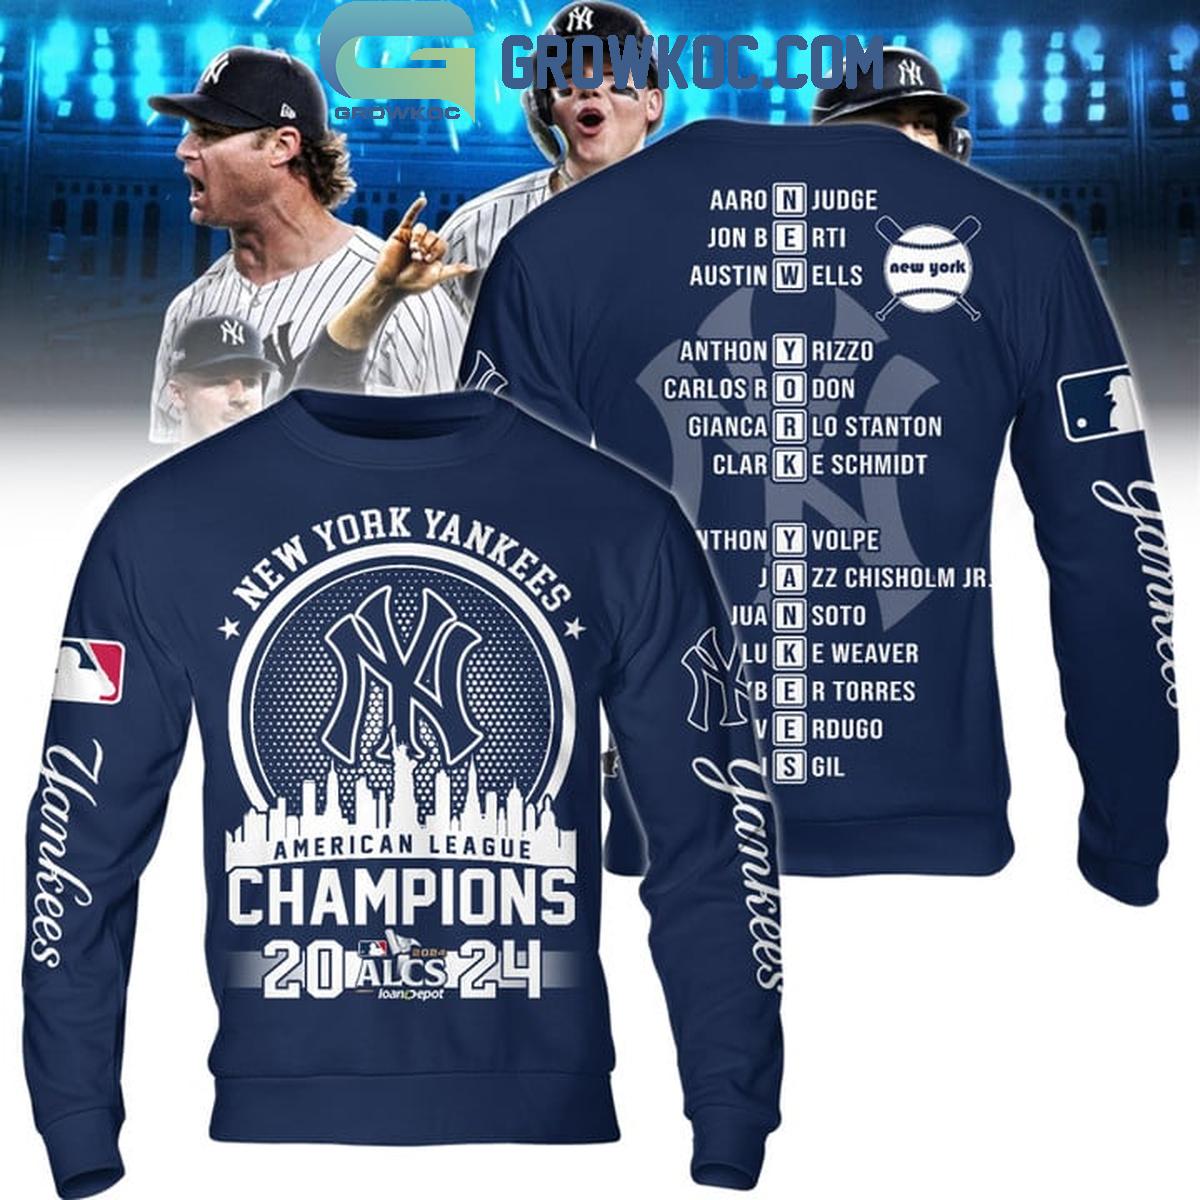 GROWKOC.COM
GROWKOC
AARO N JUDGE
JON B E RTI
AUSTIN W ELLS
new york
ANTHON Y RIZZO
CARLOS R O DON
GIANCA R LO STANTON
CLAR K E SCHMIDT
NTHON Y VOLPE
J A ZZ CHISHOLM JR.
JUA N SOTO
LU K E WEAVER
YB E R TORRES
V E RDUGO
S GIL
Yankees
NEW YORK YANKEES
NY
AMERICAN LEAGUE
CHAMPIONS
20 24
2024
ALCS
loanDepot
Yankees
Yankees